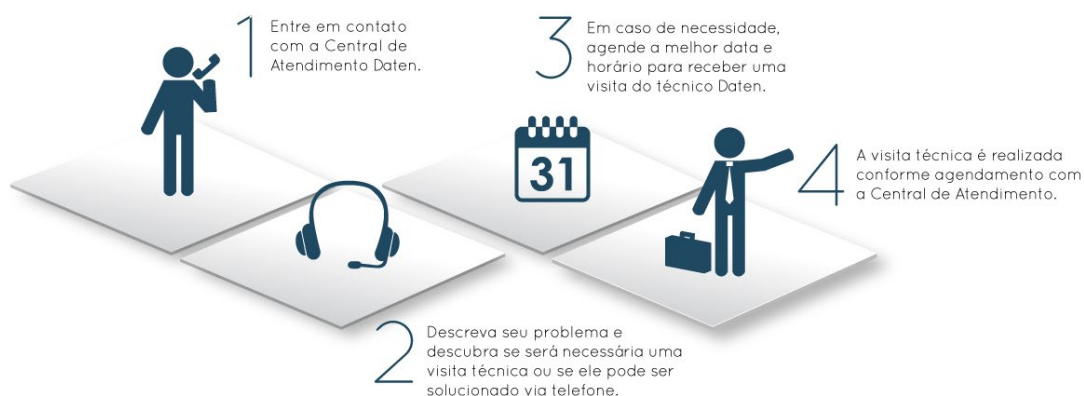 1
Entre em contato
com a Central de
Atendimento Daten.
2
Descreva seu problema e
descubra se será necessária uma
visita técnica ou se ele pode ser
solucionado via telefone.
3
Em caso de necessidade,
agende a melhor data e
horário para receber uma
visita do técnico Daten.
31
4
A visita técnica é realizada
conforme agendamento com
a Central de Atendimento.